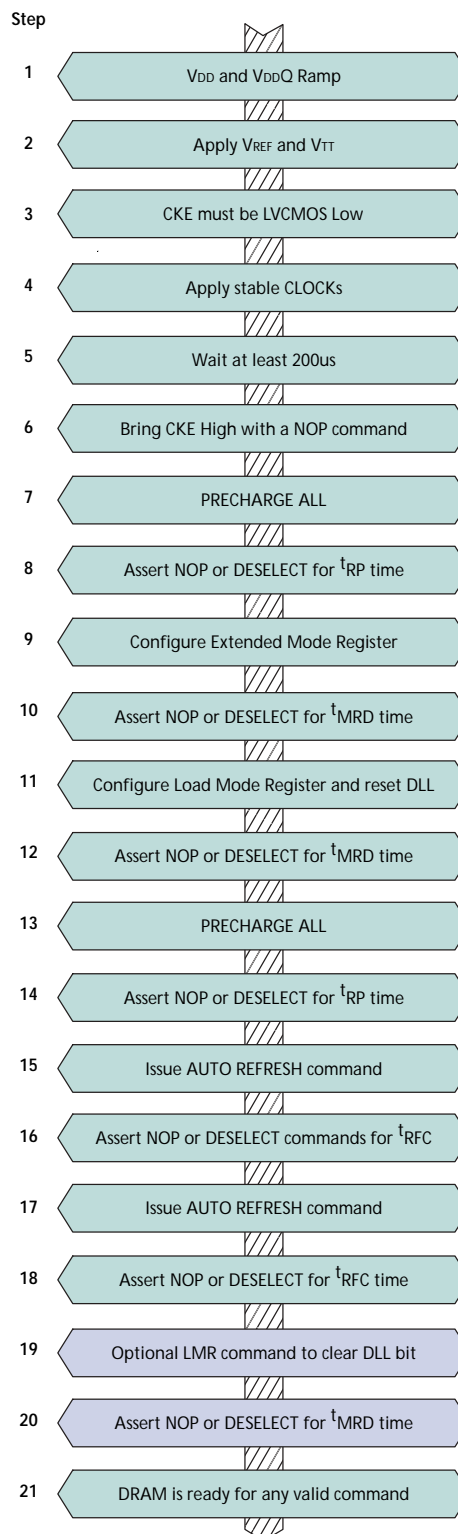 Step
1 VDD and VDDQ Ramp
2 Apply VREF and VTT
3 CKE must be LVCMOS Low
4 Apply stable CLOCKs
5 Wait at least 200us
6 Bring CKE High with a NOP command
7 PRECHARGE ALL
8 Assert NOP or DESELECT for tRP time
9 Configure Extended Mode Register
10 Assert NOP or DESELECT for tMRD time
11 Configure Load Mode Register and reset DLL
12 Assert NOP or DESELECT for tMRD time
13 PRECHARGE ALL
14 Assert NOP or DESELECT for tRP time
15 Issue AUTO REFRESH command
16 Assert NOP or DESELECT commands for tRFC
17 Issue AUTO REFRESH command
18 Assert NOP or DESELECT for tRFC time
19 Optional LMR command to clear DLL bit
20 Assert NOP or DESELECT for tMRD time
21 DRAM is ready for any valid command